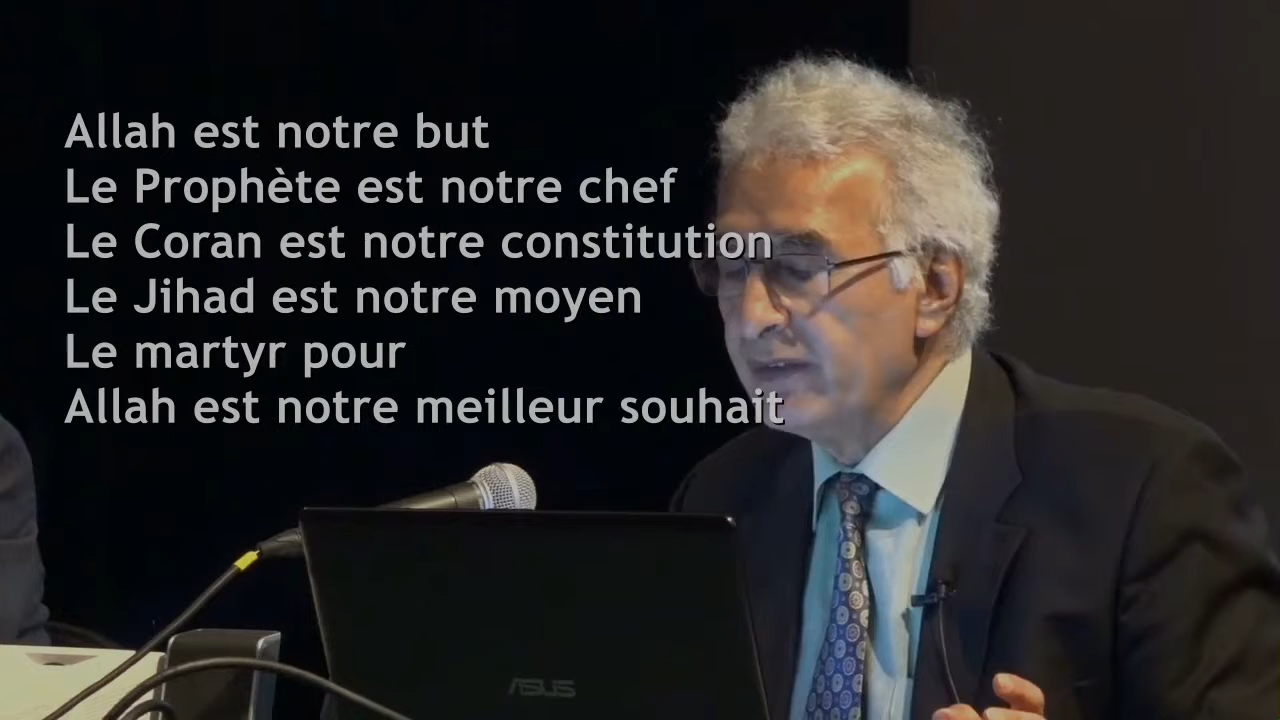 Allah est notre but
Le Prophète est notre chef
Le Coran est notre constitution
Le Jihad est notre moyen
Le martyr pour
Allah est notre meilleur souhait
ASUS